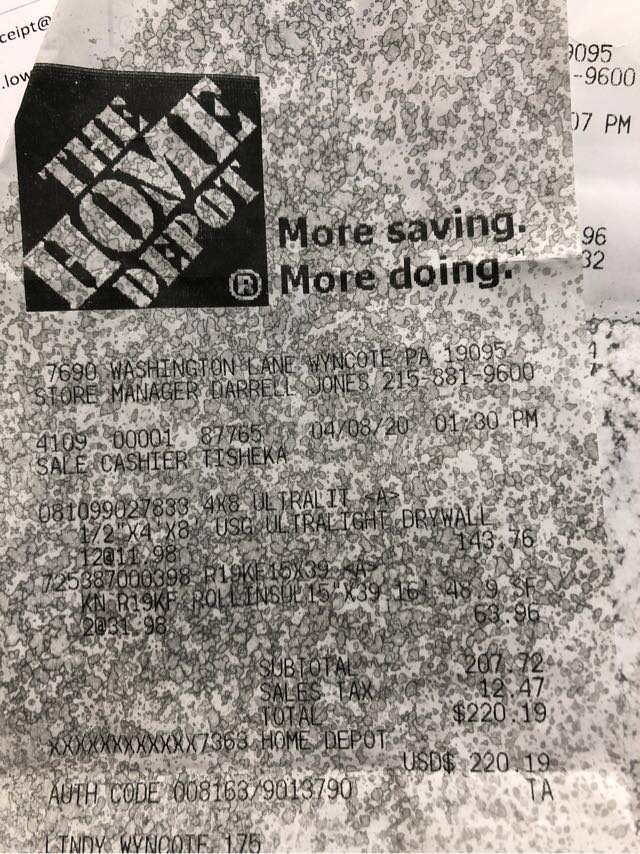 ceipt@
.low
9095
-9600
07 PM
96
32
THE
HOME
DEPOT
®
More saving.
More doing.℠
7690 WASHINGTON LANE WYNCOTE PA 19095
STORE MANAGER DARRELL JONES 215-881-9600
4109 00001 87765 04/08/20 01:30 PM
SALE CASHIER TISHEKA
081099027833 4X8 ULTRALIT <A>
1/2"X4'X8' USG ULTRALIGHT DRYWALL
12@11.98 143.76
725387000398 R19KF15X39 <A>
KN R19KF ROLLINSUL15"X39'16" 48.9 SF
2@31.98 63.96
SUBTOTAL 207.72
SALES TAX 12.47
TOTAL $220.19
XXXXXXXXXXXX7363 HOME DEPOT
USD$ 220.19
AUTH CODE 008163/9013790 TA
LINDY WYNCOTE 175